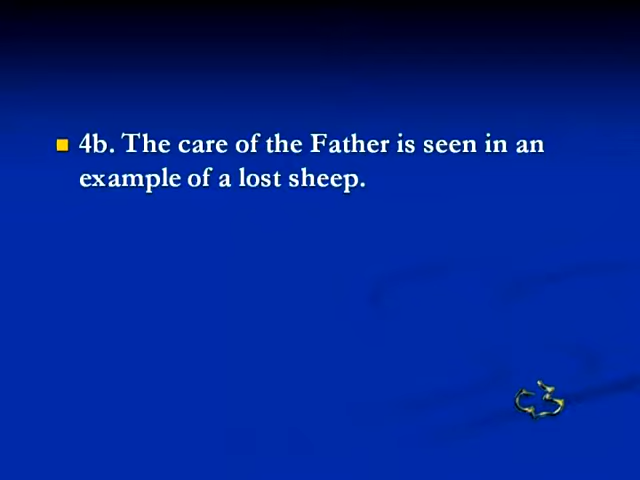 4b. The care of the Father is seen in an
example of a lost sheep.